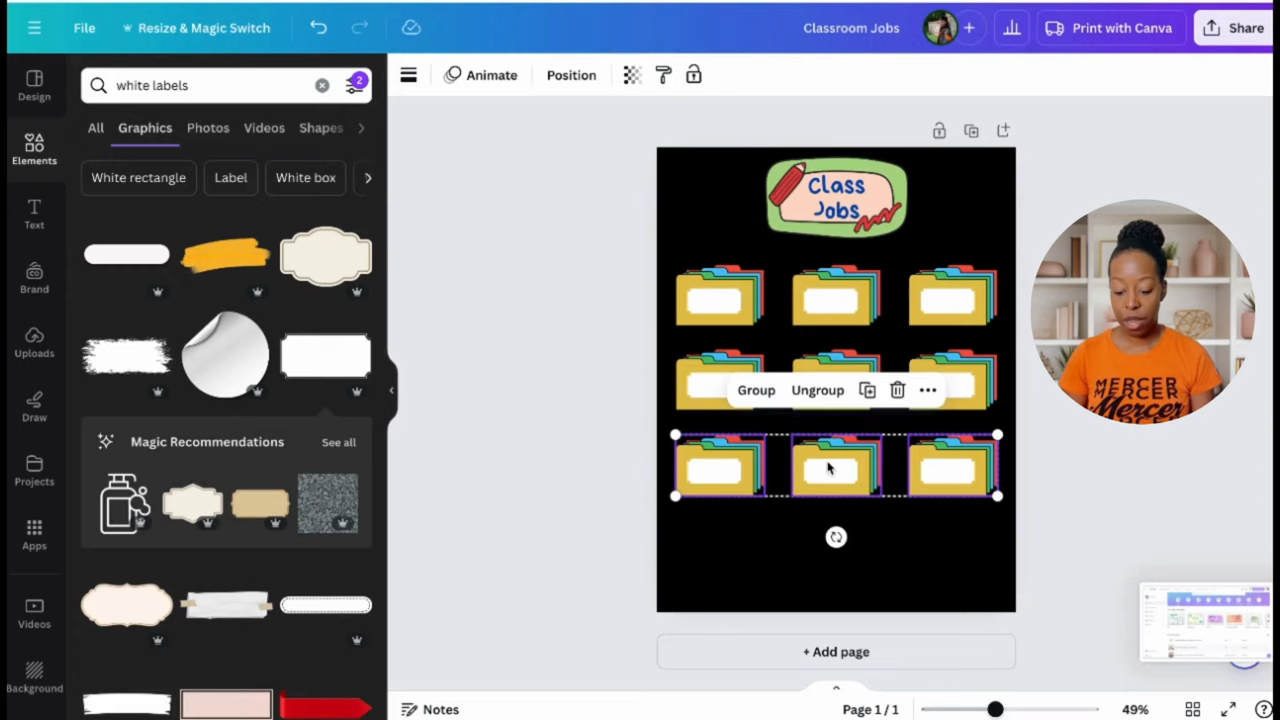 File
Resize & Magic Switch
Classroom Jobs
Print with Canva
Share
Design
Elements
Text
Brand
Uploads
Draw
Projects
Apps
Videos
Background
white labels
2
All
Graphics
Photos
Videos
Shapes
White rectangle
Label
White box
Magic Recommendations
See all
Animate
Position
Class
Jobs
Group
Ungroup
+ Add page
MERCER
Mercer
Notes
Page 1 / 1
49%